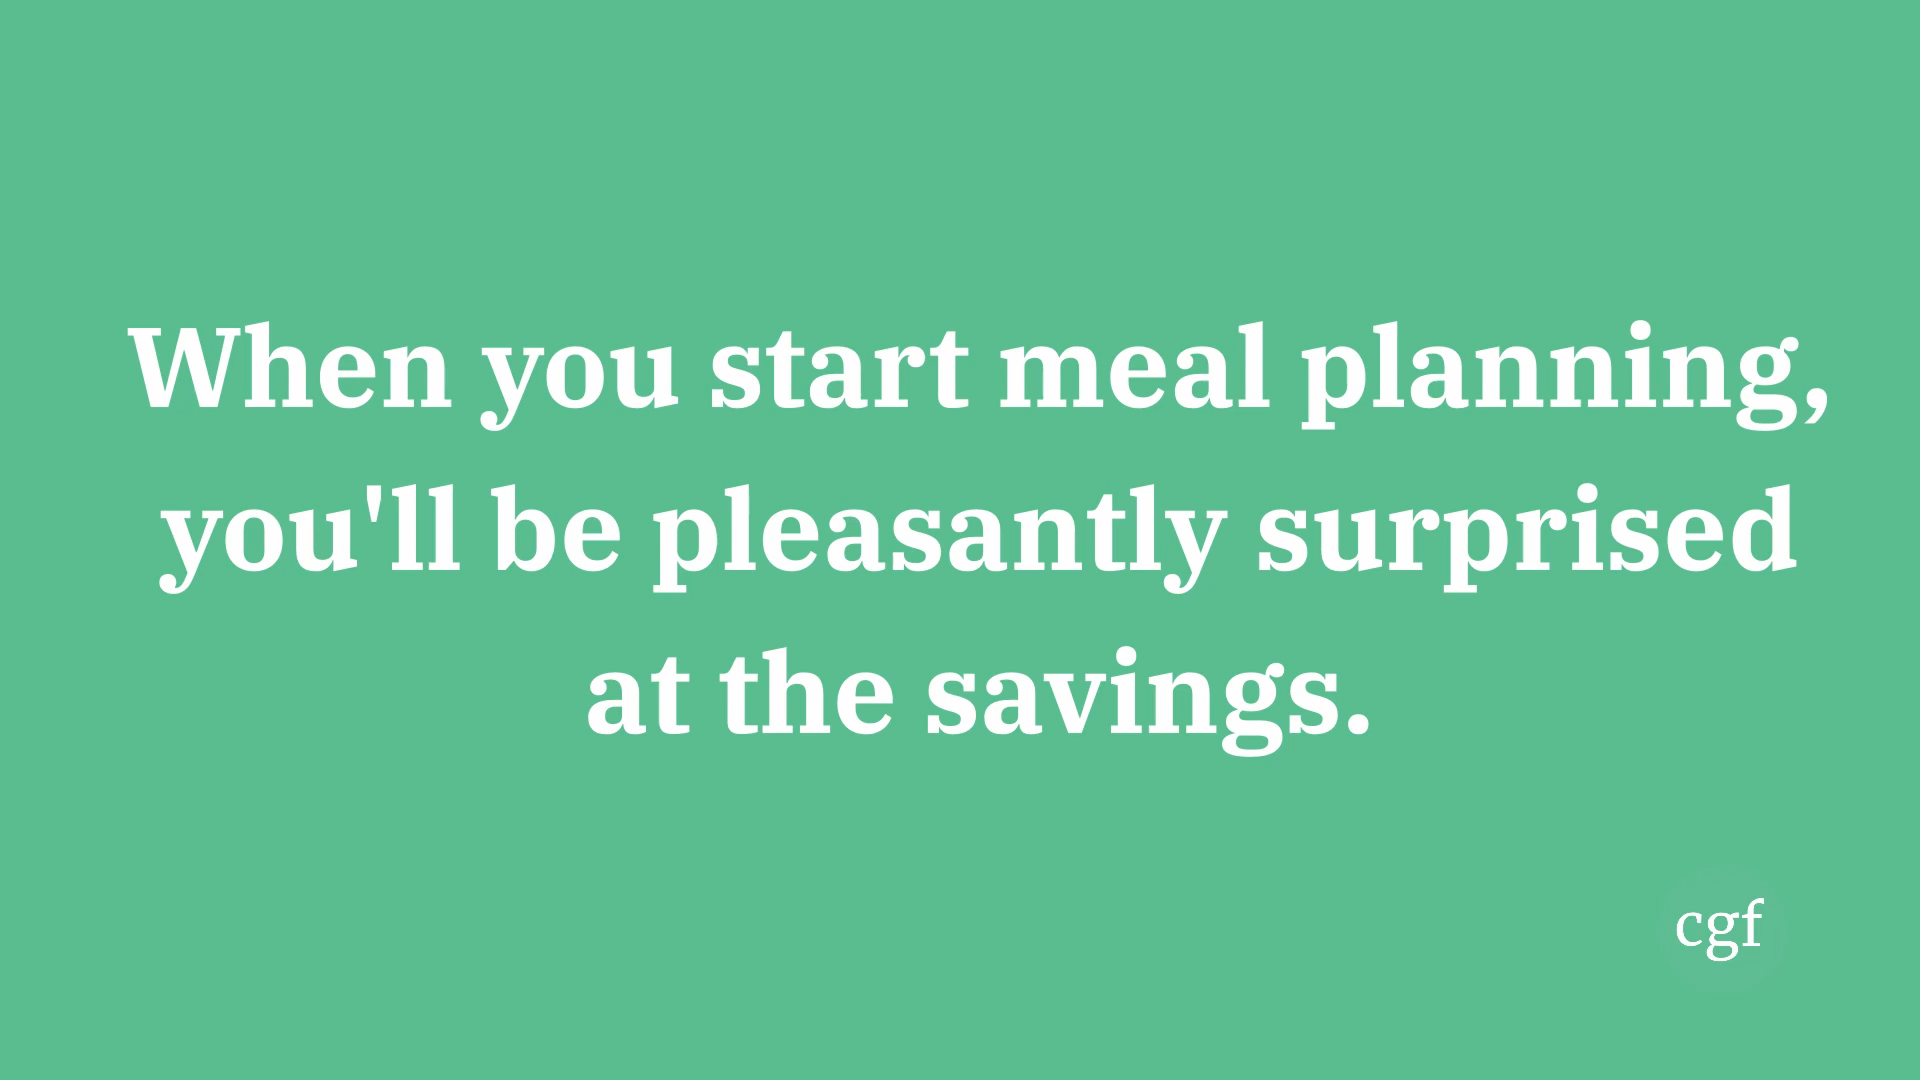 When you start meal planning,
you'll be pleasantly surprised
at the savings.
cgf